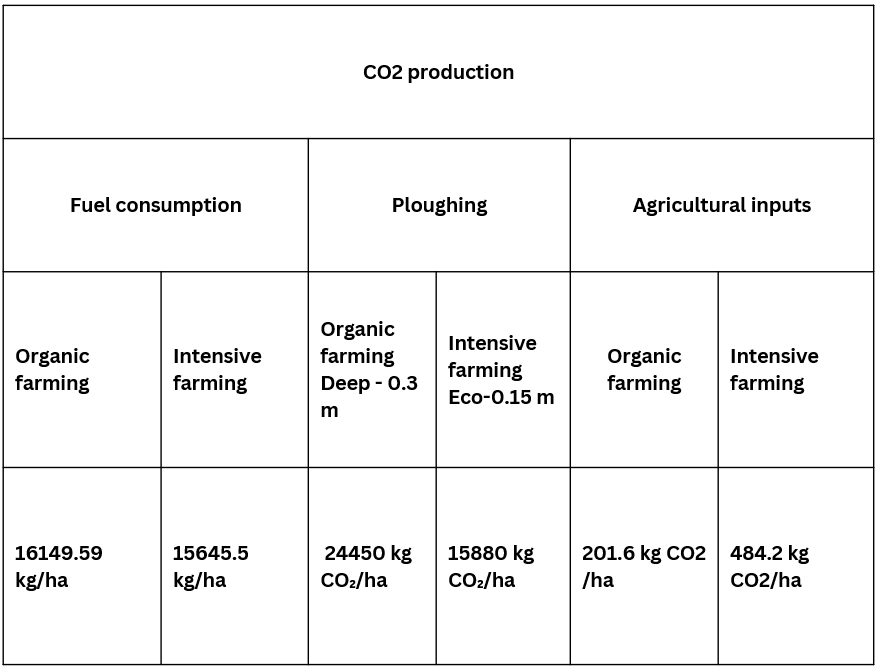 CO2 production
Fuel consumption
Ploughing
Agricultural inputs
Organic
farming
Intensive
farming
Organic
farming
Deep - 0.3
m
Intensive
farming
Eco-0.15 m
Organic
farming
Intensive
farming
16149.59
kg/ha
15645.5
kg/ha
24450 kg
CO₂/ha
15880 kg
CO₂/ha
201.6 kg CO2
/ha
484.2 kg
CO2/ha